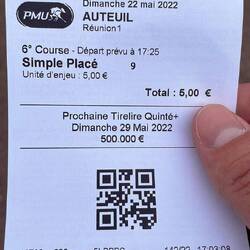 Dimanche 22 mai 2022
PMU
AUTEUIL
Réunion1
6° Course - Départ prévu à 17:25
Simple Placé 9
Unité d'enjeu : 5,00 €
Total : 5,00 €
Prochaine Tirelire Quinté+
Dimanche 29 Mai 2022
500.000 €